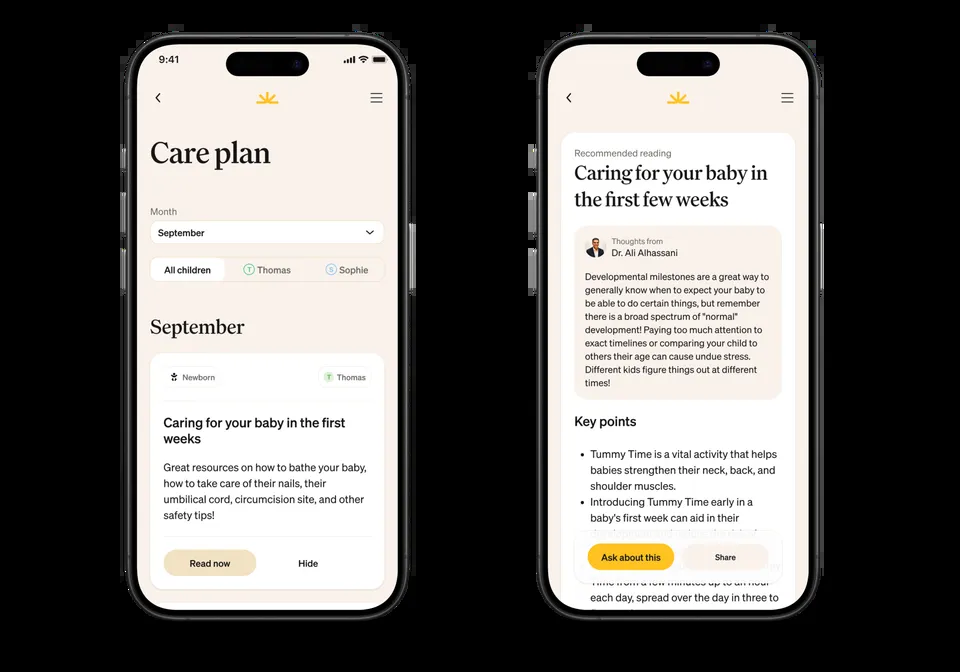 9:41
Care plan
Month
September
All children
T Thomas
S Sophie
September
Newborn
T Thomas
Caring for your baby in the first
weeks
Great resources on how to bathe your baby,
how to take care of their nails, their
umbilical cord, circumcision site, and other
safety tips!
Read now
Hide
Recommended reading
Caring for your baby in
the first few weeks
Thoughts from
Dr. Ali Alhassani
Developmental milestones are a great way to
generally know when to expect your baby to
be able to do certain things, but remember
there is a broad spectrum of "normal"
development! Paying too much attention to
exact timelines or comparing your child to
others their age can cause undue stress.
Different kids figure things out at different
times!
Key points
• Tummy Time is a vital activity that helps
babies strengthen their neck, back, and
shoulder muscles.
• Introducing Tummy Time early in a
baby's first week can aid in their
Ask about this
Share
Time from a few minutes up to an hour
each day, spread over the day in three to